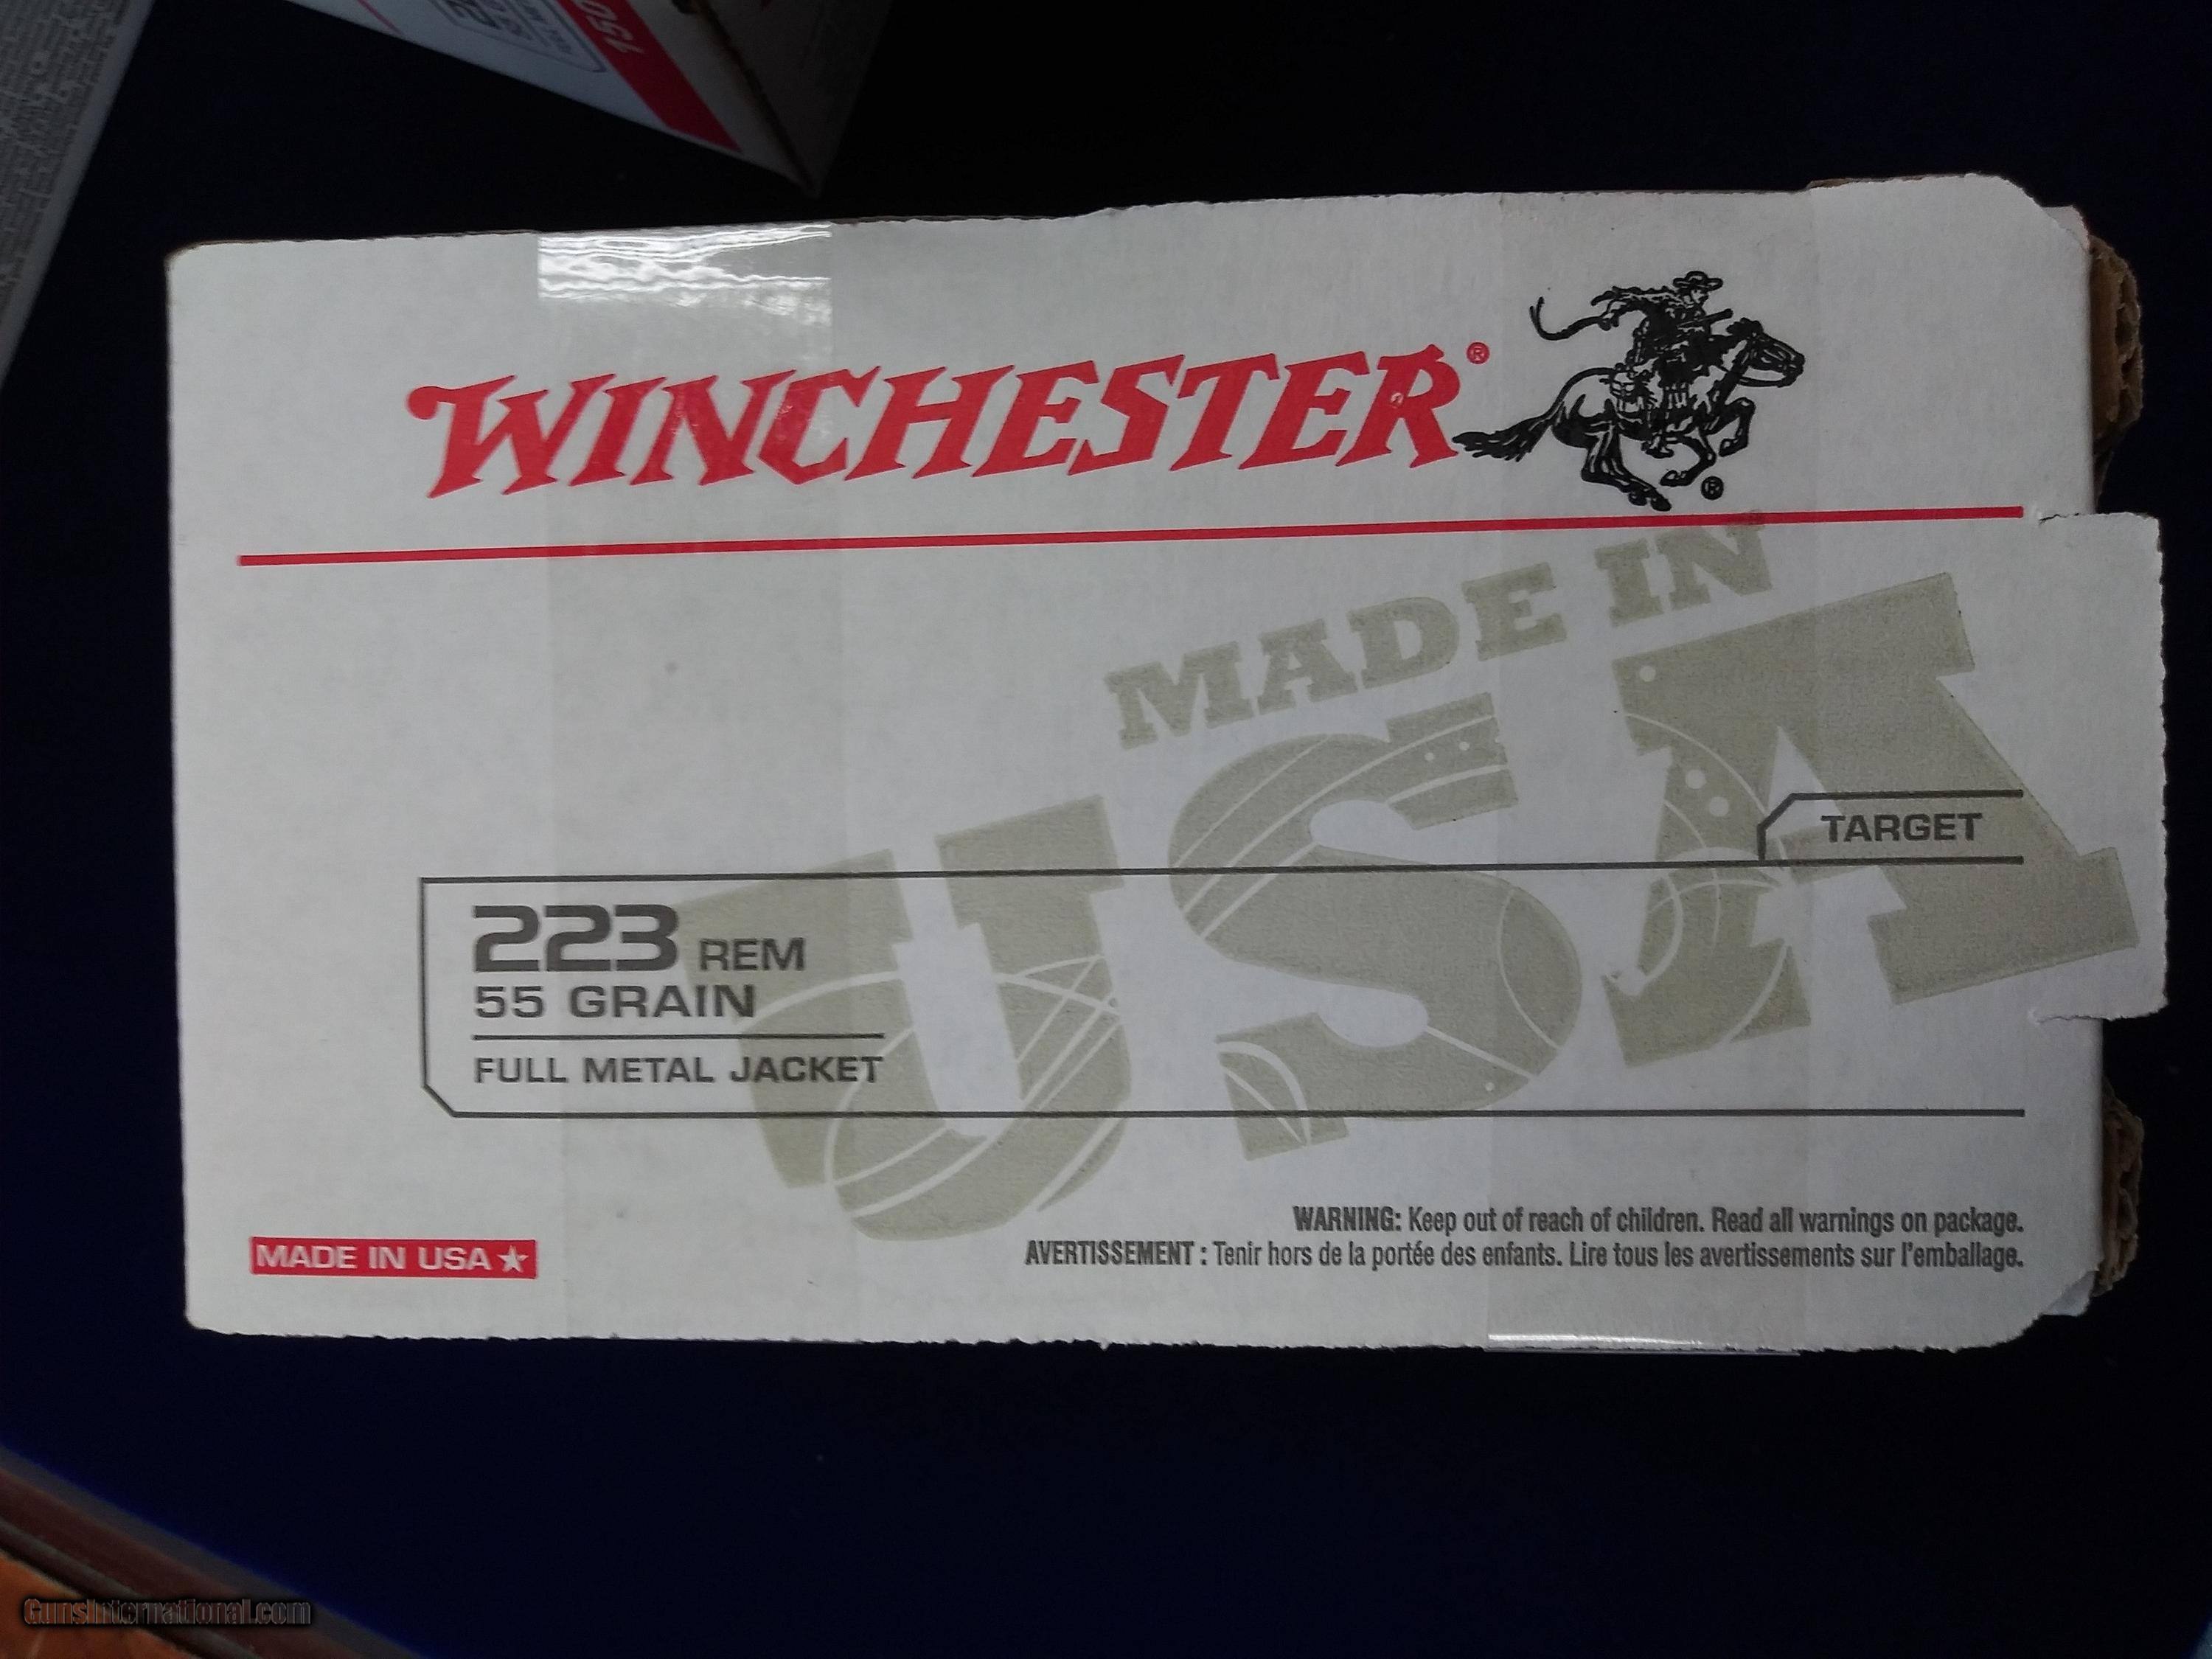 150
WINCHESTER®
®
MADE IN
USA
TARGET
223 REM
55 GRAIN
FULL METAL JACKET
WARNING: Keep out of reach of children. Read all warnings on package.
AVERTISSEMENT : Tenir hors de la portée des enfants. Lire tous les avertissements sur l'emballage.
MADE IN USA ★
GunsInternational.com